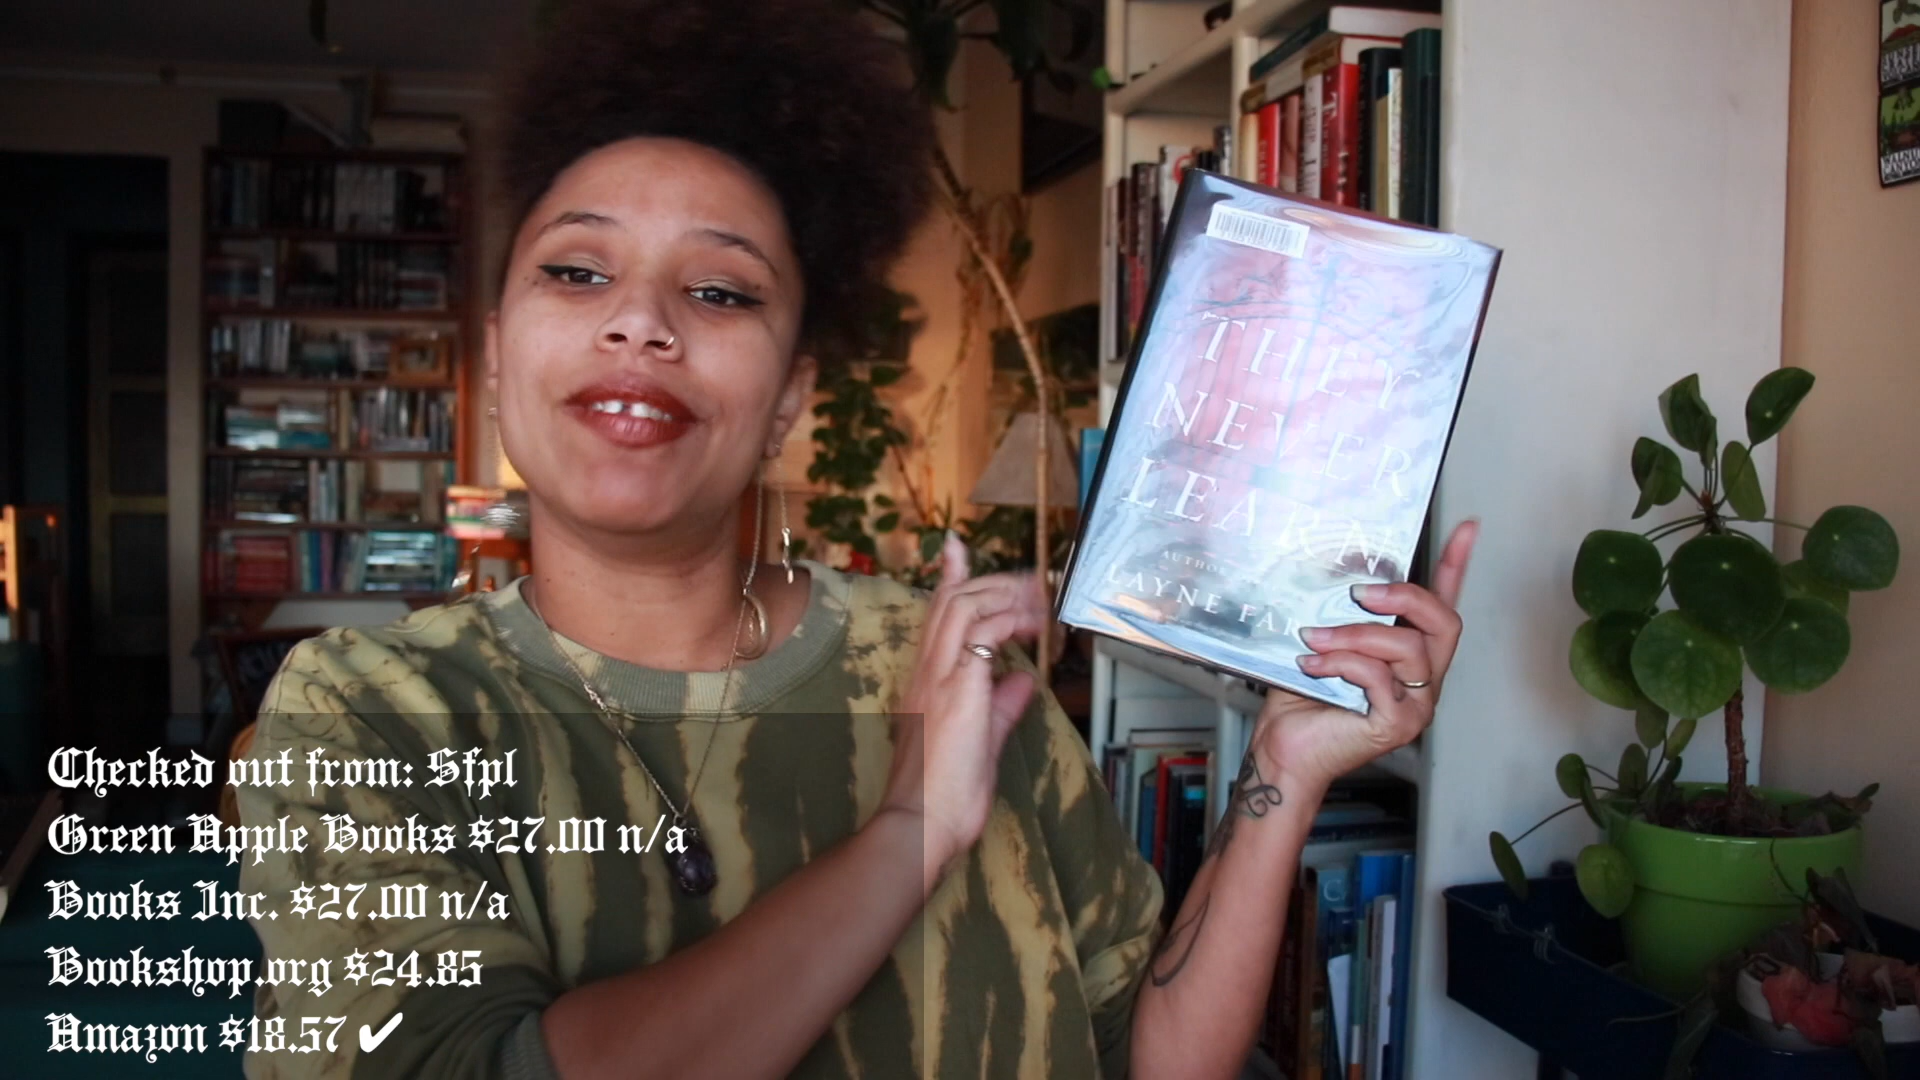 THEY
NEVER
LEARN
AUTHOR
LAYNE FAR
Checked out from: Sfpl
Green Apple Books $27.00 n/a
Books Inc. $27.00 n/a
Bookshop.org $24.85
Amazon $18.57 ✔